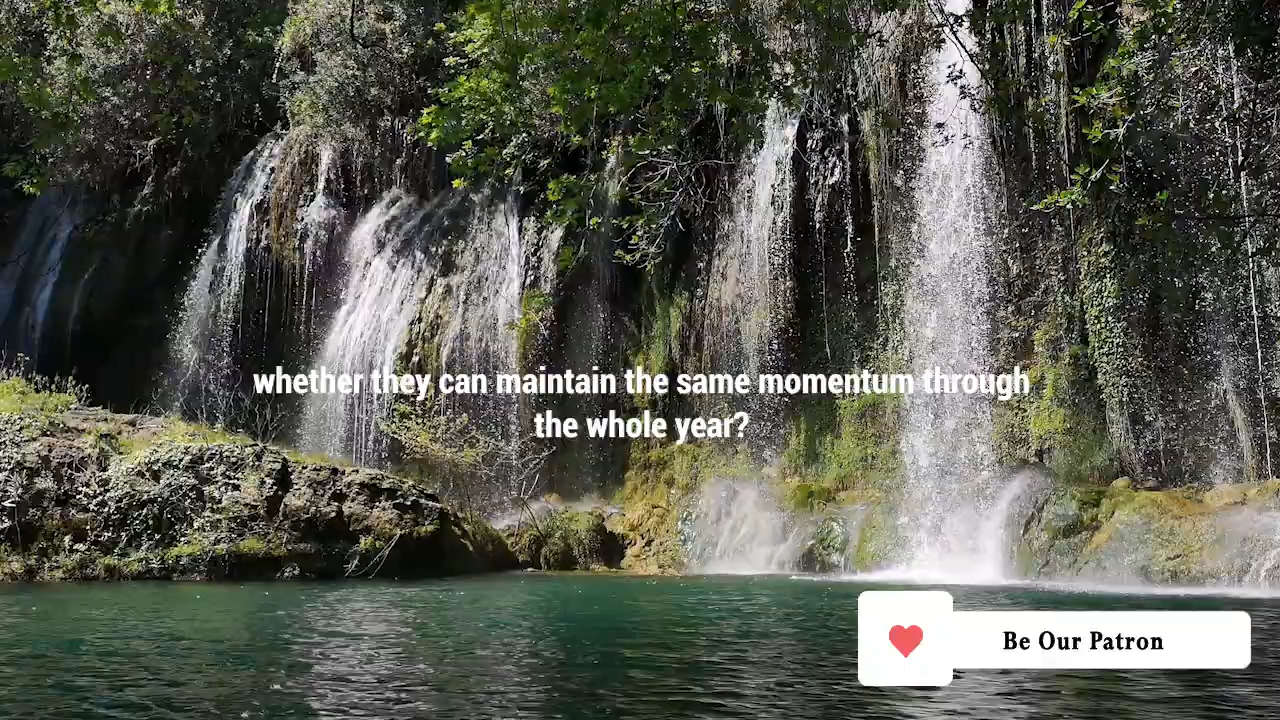 whether they can maintain the same momentum through
the whole year?
Be Our Patron